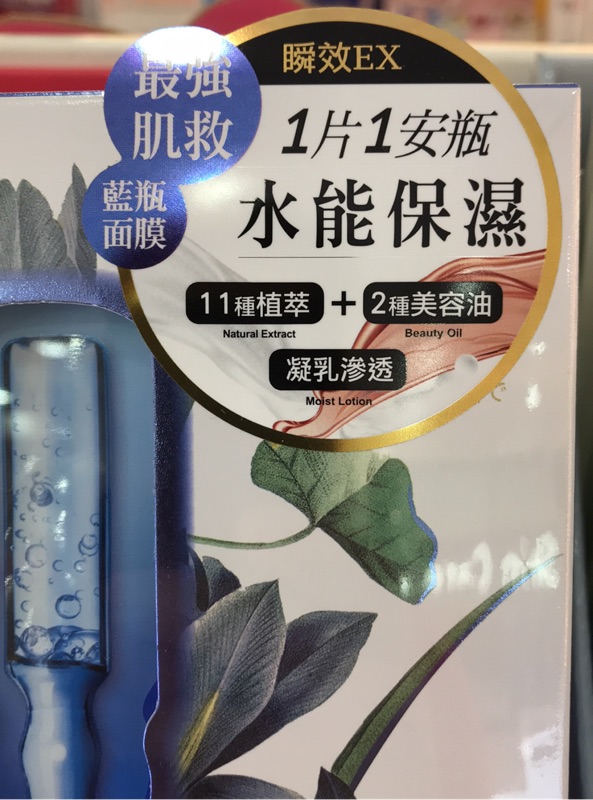 最強
肌救
藍瓶
面膜
瞬效EX
1片1安瓶
水能保濕
11種植萃 + 2種美容油
Natural Extract Beauty Oil
凝乳滲透
Moist Lotion